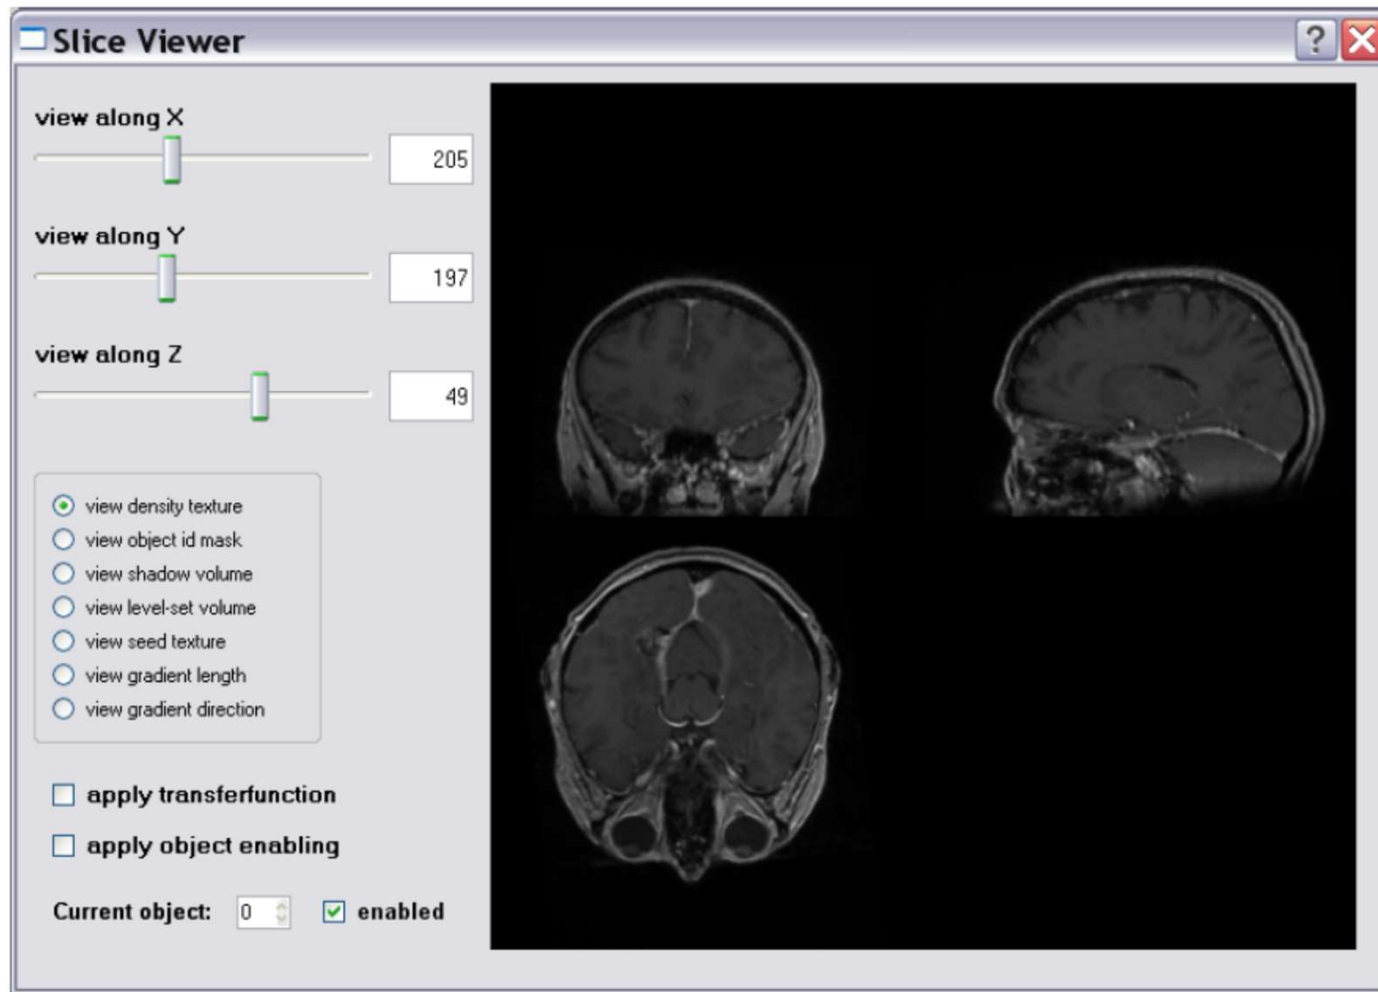 Slice Viewer
view along X
205
view along Y
197
view along Z
49
view density texture
view object id mask
view shadow volume
view level-set volume
view seed texture
view gradient length
view gradient direction
apply transferfunction
apply object enabling
Current object: 0 enabled